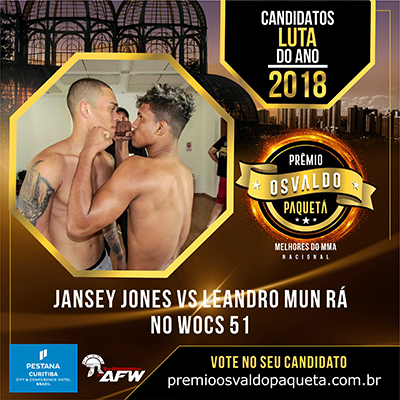 CANDIDATOS
LUTA
DO ANO
2018
PRÊMIO
OSVALDO
PAQUETÁ
MELHORES DO MMA
NACIONAL
JANSEY JONES VS LEANDRO MUN RÁ
NO WOCS 51
PESTANA
CURITIBA
CITY & CONFERENCE HOTEL
BRASIL
AFW
VOTE NO SEU CANDIDATO
premioosvaldopaqueta.com.br